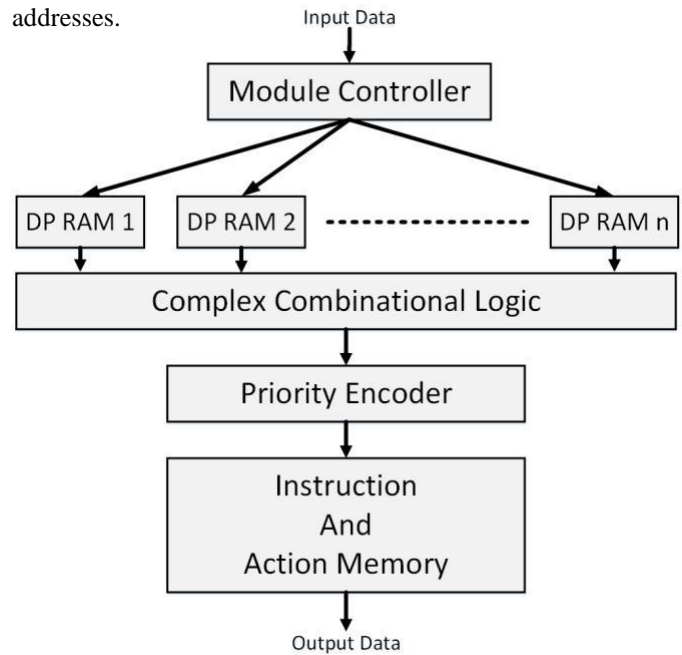 addresses.
Input Data
Module Controller
DP RAM 1
DP RAM 2
DP RAM n
Complex Combinational Logic
Priority Encoder
Instruction
And
Action Memory
Output Data